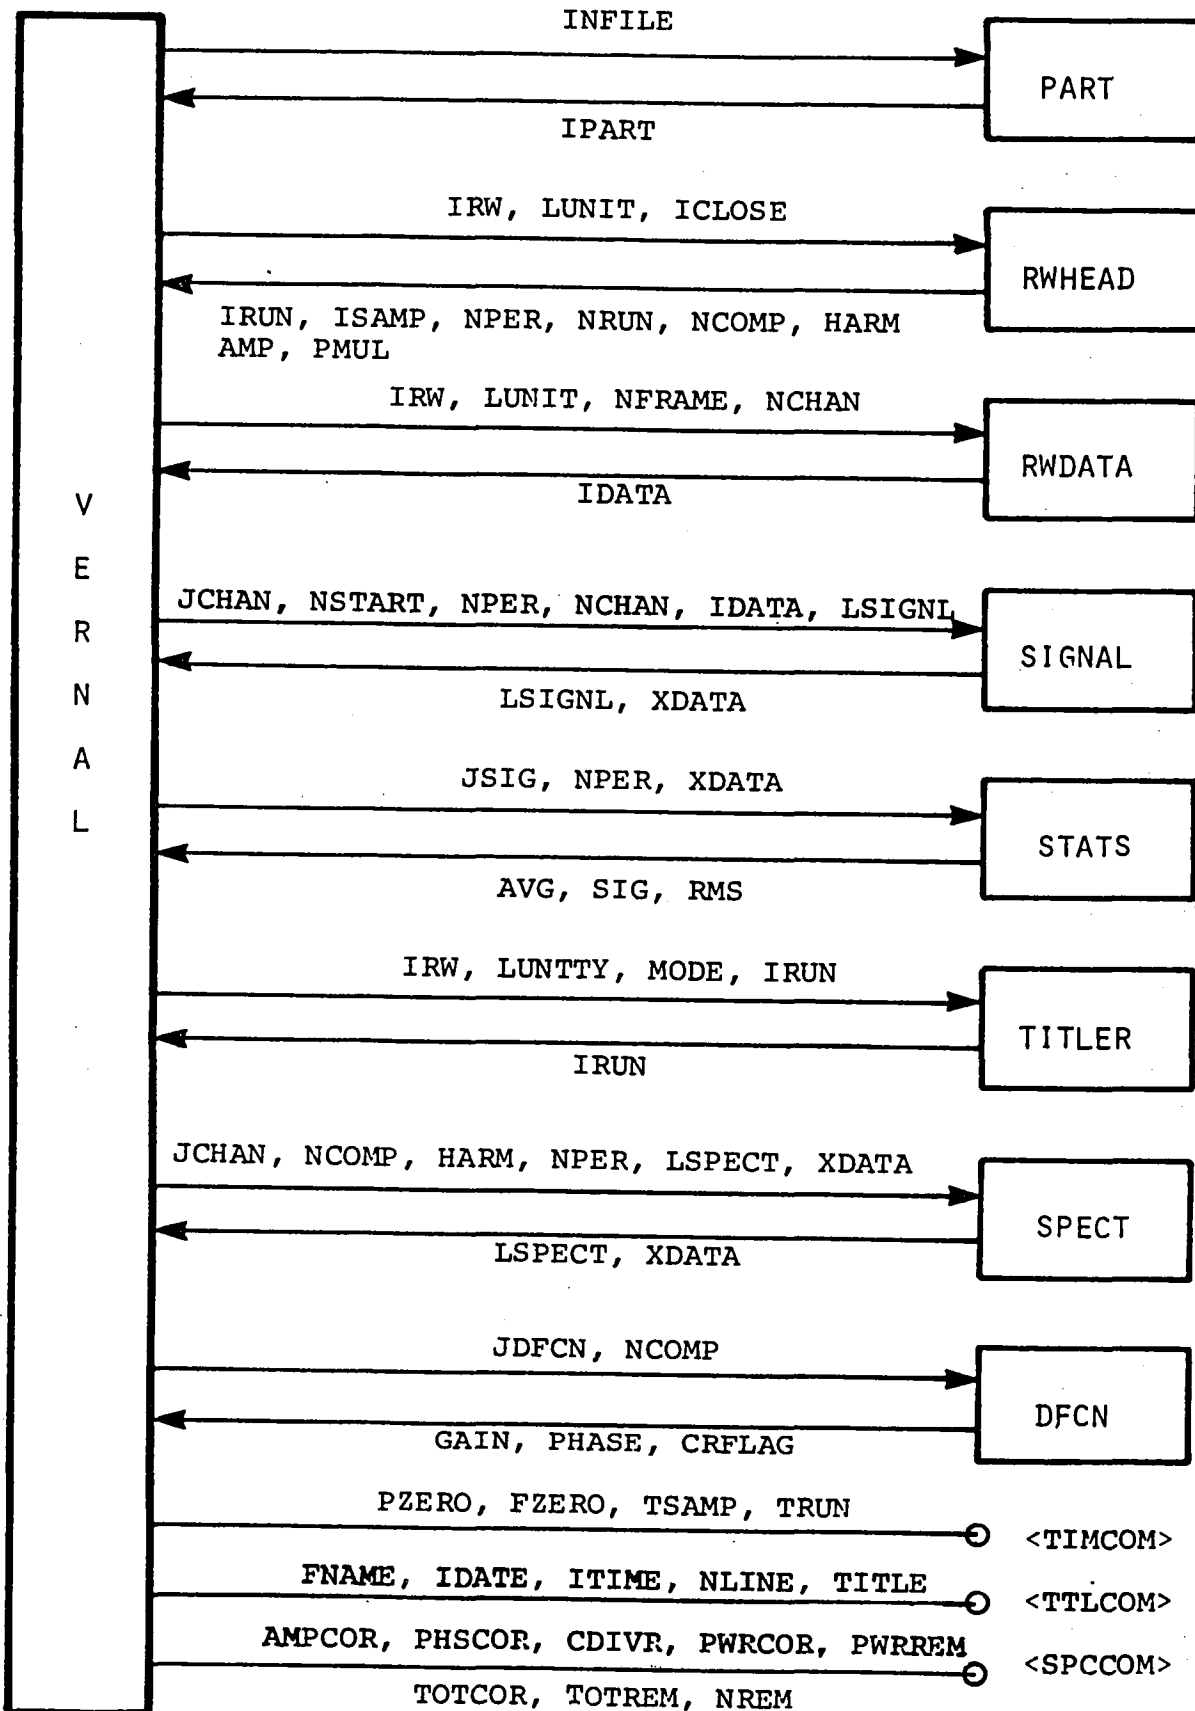 INFILE
PART
IPART
IRW, LUNIT, ICLOSE
RWHEAD
IRUN, ISAMP, NPER, NRUN, NCOMP, HARM
AMP, PMUL
IRW, LUNIT, NFRAME, NCHAN
RWDATA
IDATA
V
E
R
N
A
L
JCHAN, NSTART, NPER, NCHAN, IDATA, LSIGNL
SIGNAL
LSIGNL, XDATA
JSIG, NPER, XDATA
STATS
AVG, SIG, RMS
IRW, LUNTTY, MODE, IRUN
TITLER
IRUN
JCHAN, NCOMP, HARM, NPER, LSPECT, XDATA
SPECT
LSPECT, XDATA
JDFCN, NCOMP
DFCN
GAIN, PHASE, CRFLAG
PZERO, FZERO, TSAMP, TRUN
<TIMCOM>
FNAME, IDATE, ITIME, NLINE, TITLE
<TTLCOM>
AMPCOR, PHSCOR, CDIVR, PWRCOR, PWRREM
<SPCCOM>
TOTCOR, TOTREM, NREM